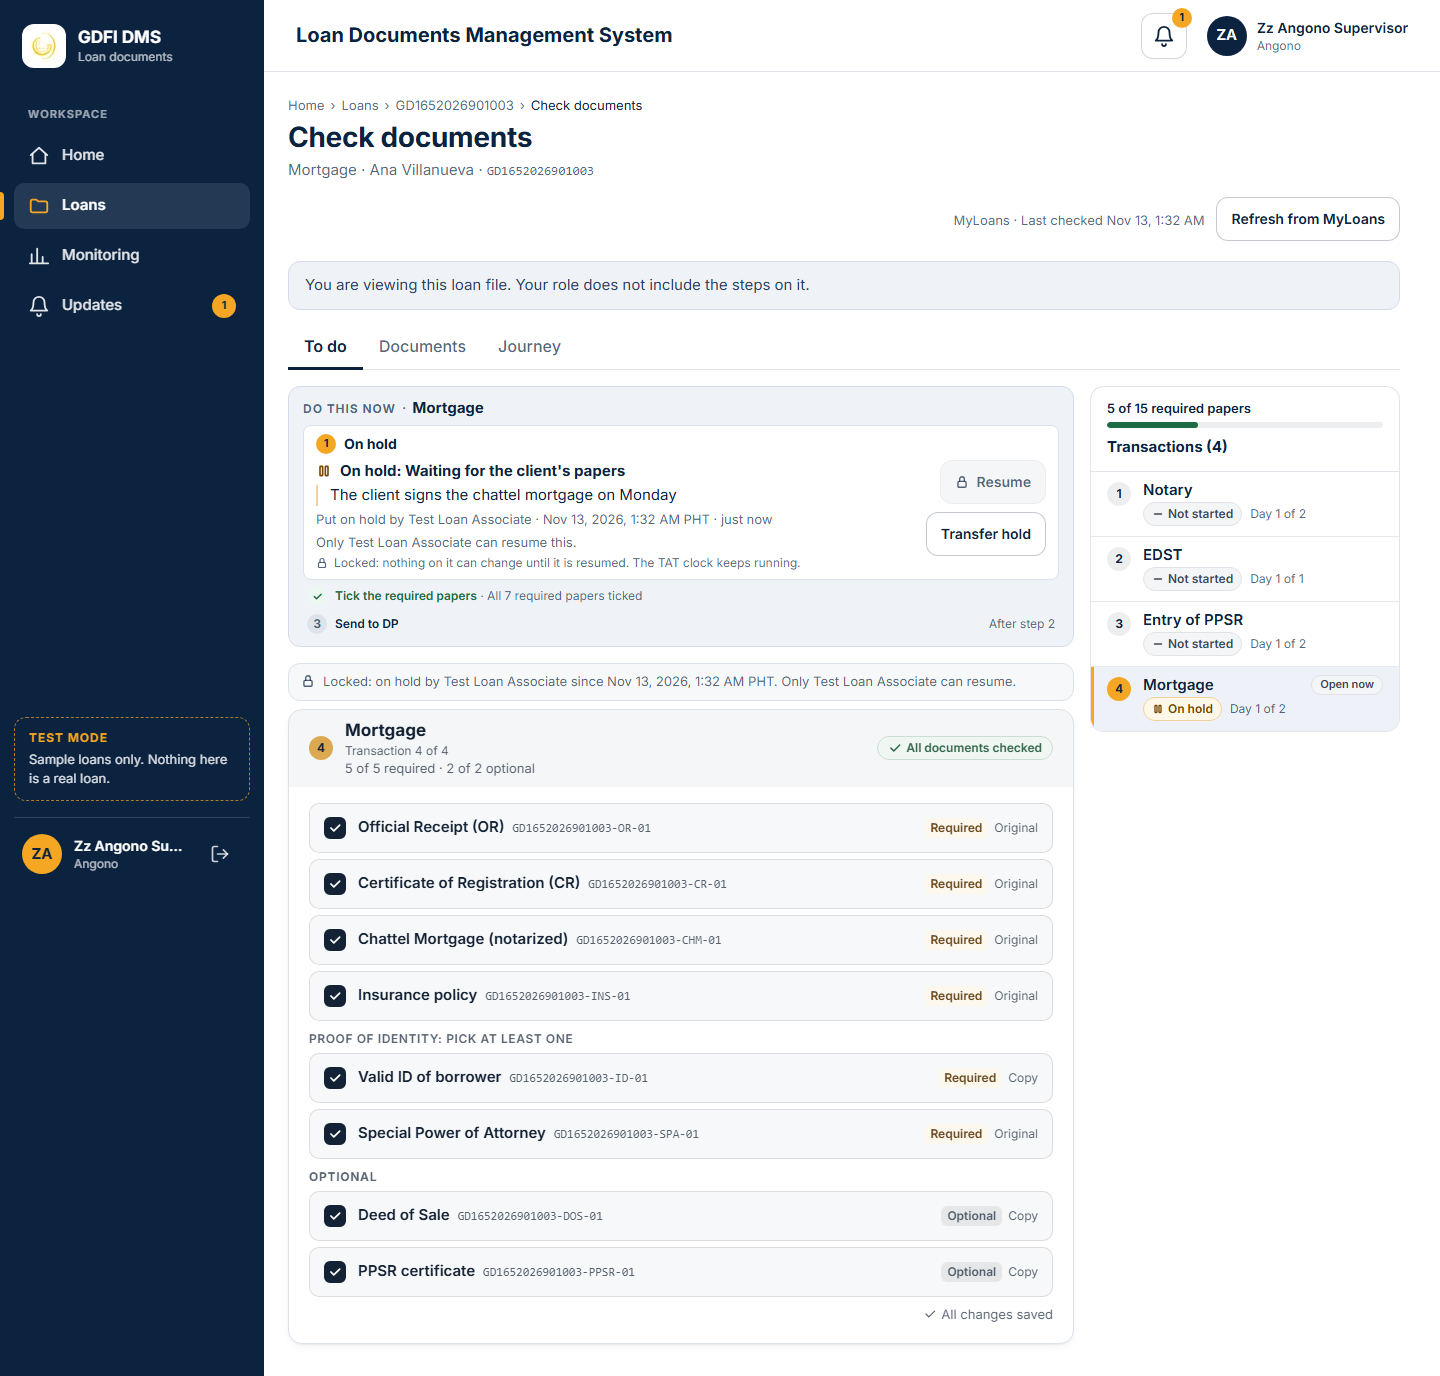 GDFI DMS
Loan documents
WORKSPACE
Home
Loans
Monitoring
Updates
1
TEST MODE
Sample loans only. Nothing here
is a real loan.
ZA
Zz Angono Su...
Angono
Loan Documents Management System
1
ZA
Zz Angono Supervisor
Angono
Home › Loans › GD1652026901003 › Check documents
Check documents
Mortgage · Ana Villanueva · GD1652026901003
MyLoans · Last checked Nov 13, 1:32 AM
Refresh from MyLoans
You are viewing this loan file. Your role does not include the steps on it.
To do
Documents
Journey
DO THIS NOW · Mortgage
1 On hold
On hold: Waiting for the client's papers
The client signs the chattel mortgage on Monday
Put on hold by Test Loan Associate · Nov 13, 2026, 1:32 AM PHT · just now
Only Test Loan Associate can resume this.
Locked: nothing on it can change until it is resumed. The TAT clock keeps running.
Resume
Transfer hold
Tick the required papers · All 7 required papers ticked
3 Send to DP
After step 2
Locked: on hold by Test Loan Associate since Nov 13, 2026, 1:32 AM PHT. Only Test Loan Associate can resume.
4
Mortgage
Transaction 4 of 4
5 of 5 required · 2 of 2 optional
All documents checked
Official Receipt (OR) GD1652026901003-OR-01 Required Original
Certificate of Registration (CR) GD1652026901003-CR-01 Required Original
Chattel Mortgage (notarized) GD1652026901003-CHM-01 Required Original
Insurance policy GD1652026901003-INS-01 Required Original
PROOF OF IDENTITY: PICK AT LEAST ONE
Valid ID of borrower GD1652026901003-ID-01 Required Copy
Special Power of Attorney GD1652026901003-SPA-01 Required Original
OPTIONAL
Deed of Sale GD1652026901003-DOS-01 Optional Copy
PPSR certificate GD1652026901003-PPSR-01 Optional Copy
All changes saved
5 of 15 required papers
Transactions (4)
1 Notary
Not started Day 1 of 2
2 EDST
Not started Day 1 of 1
3 Entry of PPSR
Not started Day 1 of 2
4 Mortgage Open now
On hold Day 1 of 2